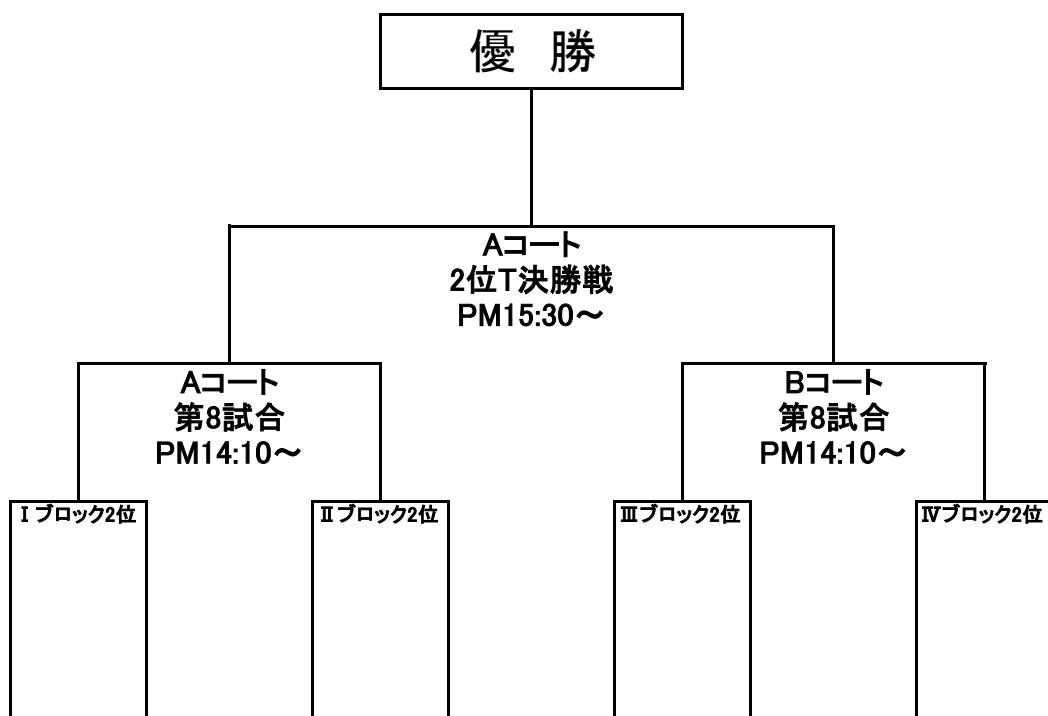 優 勝
Aコート
2位T決勝戦
PM15:30～
Aコート
第8試合
PM14:10～
Bコート
第8試合
PM14:10～
Ⅰブロック2位
Ⅱブロック2位
Ⅲブロック2位
Ⅳブロック2位